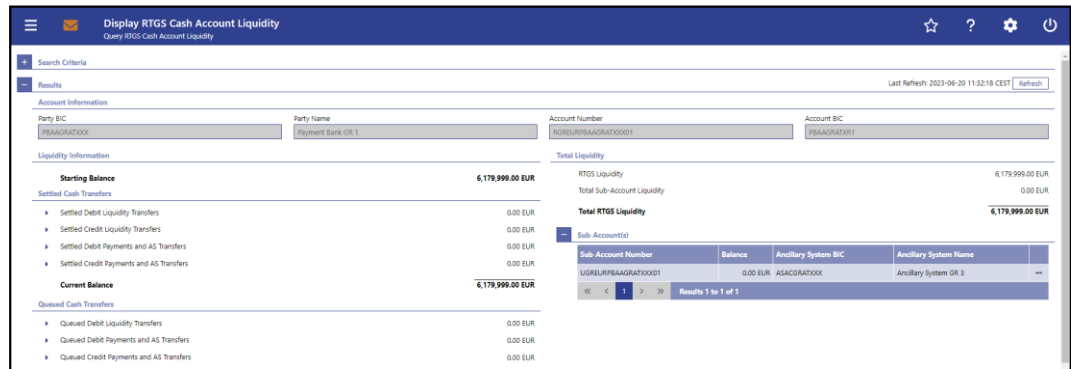 Display RTGS Cash Account Liquidity
Query RTGS Cash Account Liquidity
Search Criteria
Results
Last Refresh: 2023-06-20 11:32:18 CEST Refresh
Account Information
Party BIC Party Name Account Number Account BIC
PBAAGRATXXX Payment Bank GR 1 RGREURPBAAGRATXXX01 PBAAGRATXR1
Liquidity Information
Starting Balance 6,179,999.00 EUR
Settled Cash Transfers
Settled Debit Liquidity Transfers 0.00 EUR
Settled Credit Liquidity Transfers 0.00 EUR
Settled Debit Payments and AS Transfers 0.00 EUR
Settled Credit Payments and AS Transfers 0.00 EUR
Current Balance 6,179,999.00 EUR
Queued Cash Transfers
Queued Debit Liquidity Transfers 0.00 EUR
Queued Debit Payments and AS Transfers 0.00 EUR
Queued Credit Payments and AS Transfers 0.00 EUR
Total Liquidity
RTGS Liquidity 6,179,999.00 EUR
Total Sub-Account Liquidity 0.00 EUR
Total RTGS Liquidity 6,179,999.00 EUR
Sub-Account(s)
Sub-Account Number Balance Ancillary System BIC Ancillary System Name
UGREURPBAAGRATXXX01 0.00 EUR ASACGRATXXX Ancillary System GR 3
1 Results 1 to 1 of 1